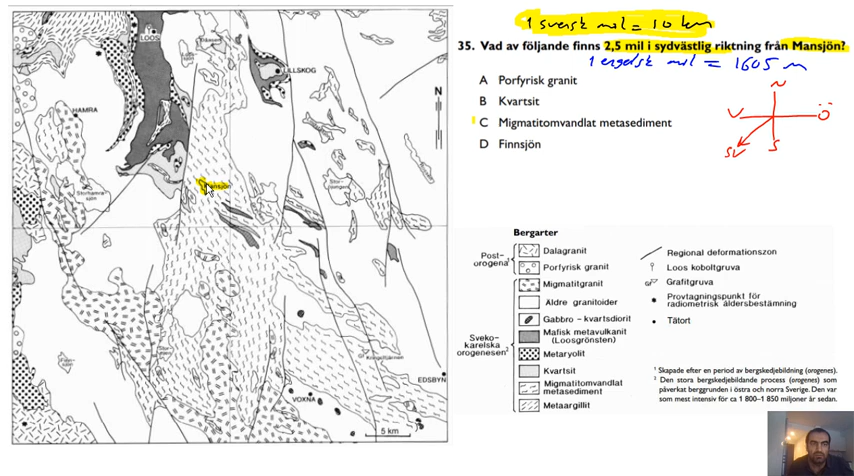 1 svensk mil = 10 km
35. Vad av följande finns 2,5 mil i sydvästlig riktning från Mansjön?
1 engelsk mil = 1605 m
A Porfyrisk granit
B Kvartsit
C Migmatitomvandlat metasediment
D Finnsjön
N
V
Ö
SV
S
LOOS
LILLSKOG
HAMRA
N
Mansjön
VOXNA
EDSBYN
5 km
Bergarter
Post-
orogena¹
Dalagranit
Porfyrisk granit
Migmatitgranit
Äldre granitoider
Gabbro – kvartsdiorit
Sveko-
karelska
orogenesen²
Mafisk metavulkanit
(Loosgrönsten)
Metaryolit
Kvartsit
Migmatitomvandlat
metasediment
Metaargillit
Regional deformationszon
Loos koboltgruva
Grafitgruva
Provtagningspunkt för
radiometrisk åldersbestämning
Tätort
¹ Skapade efter en period av bergskedjebildning (orogenes).
² Den stora bergskedjebildande process (orogenes) som
påverkat berggrunden i östra och norra Sverige. Den var
som mest intensiv för ca 1 800–1 850 miljoner år sedan.